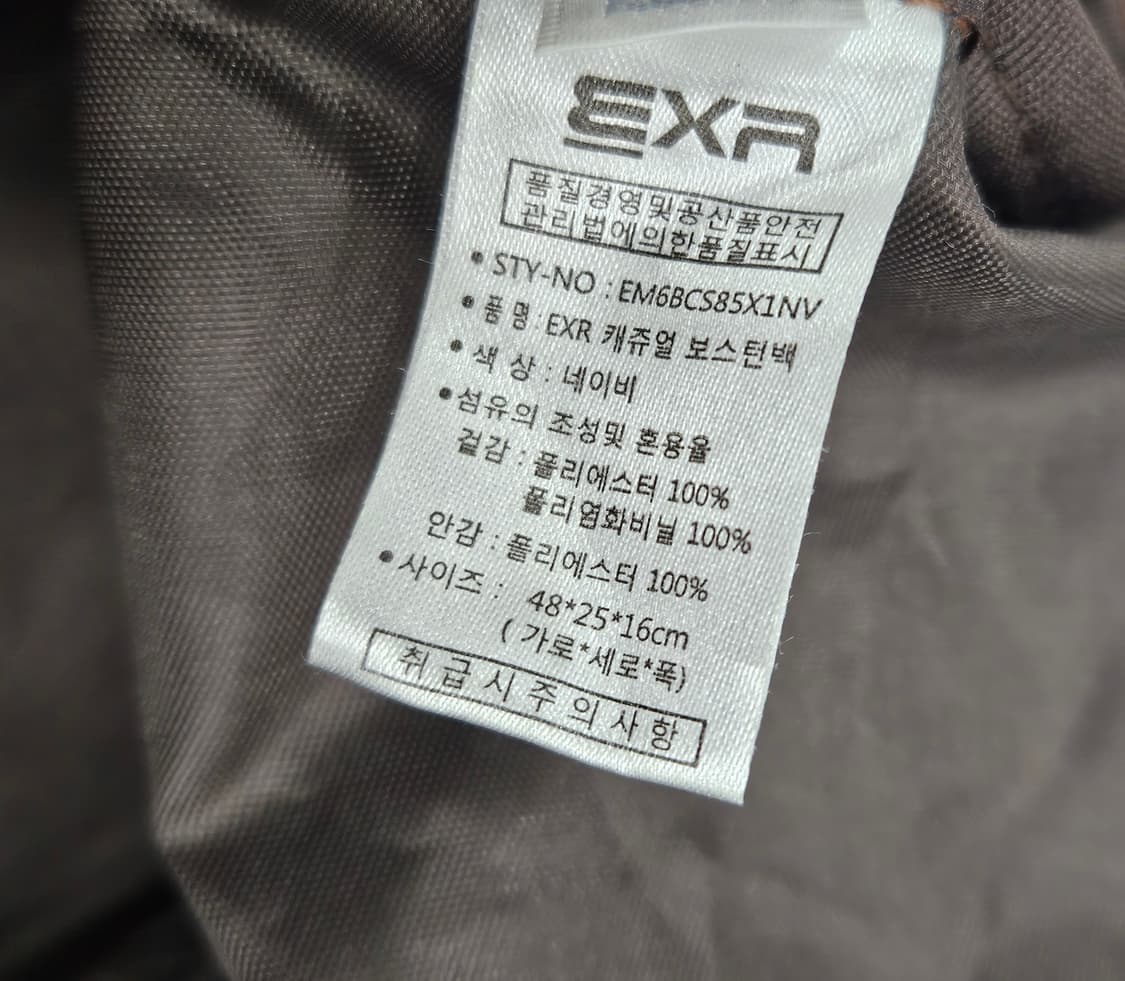 EXR
품질경영및공산품안전
관리법에의한품질표시
• STY-NO : EM6BCS85X1NV
• 품 명 : EXR 캐쥬얼 보스턴백
• 색 상 : 네이비
• 섬유의 조성및 혼용율
겉감 : 폴리에스터 100%
폴리염화비닐 100%
안감 : 폴리에스터 100%
• 사이즈 : 48*25*16cm
( 가로*세로*폭)
취급시주의사항